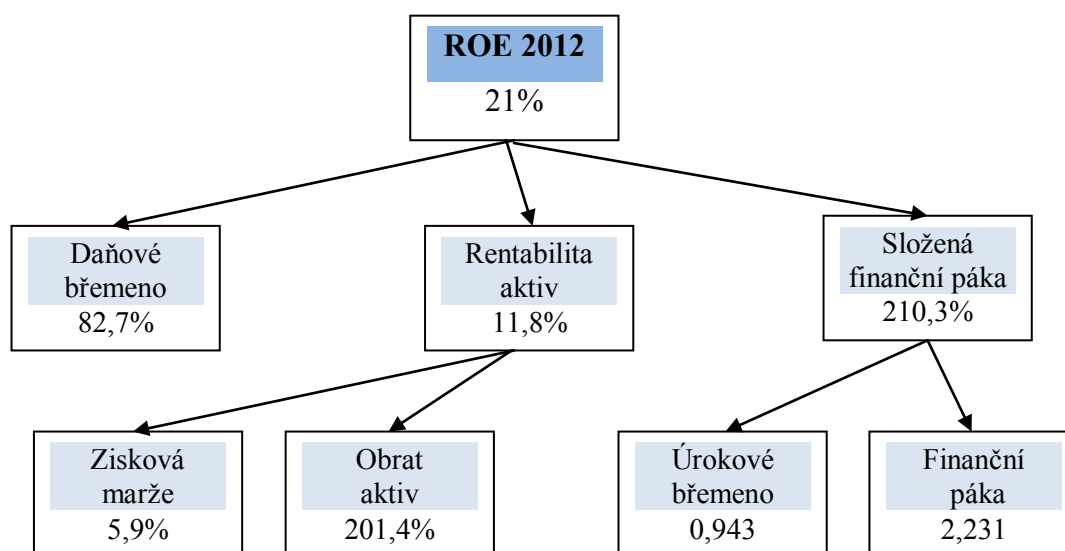 ROE 2012
21%
Daňové
břemeno
82,7%
Rentabilita
aktiv
11,8%
Složená
finanční páka
210,3%
Zisková
marže
5,9%
Obrat
aktiv
201,4%
Úrokové
břemeno
0,943
Finanční
páka
2,231